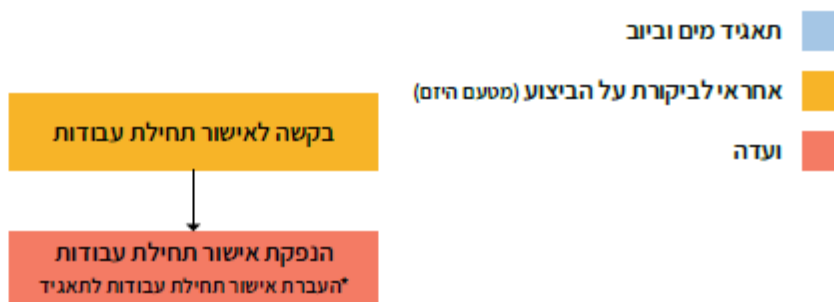 תאגיד מים וביוב
אחראי לביקורת על הביצוע (מטעם היזם)
ועדה
בקשה לאישור תחילת עבודות
הנפקת אישור תחילת עבודות
*העברת אישור תחילת עבודות לתאגיד